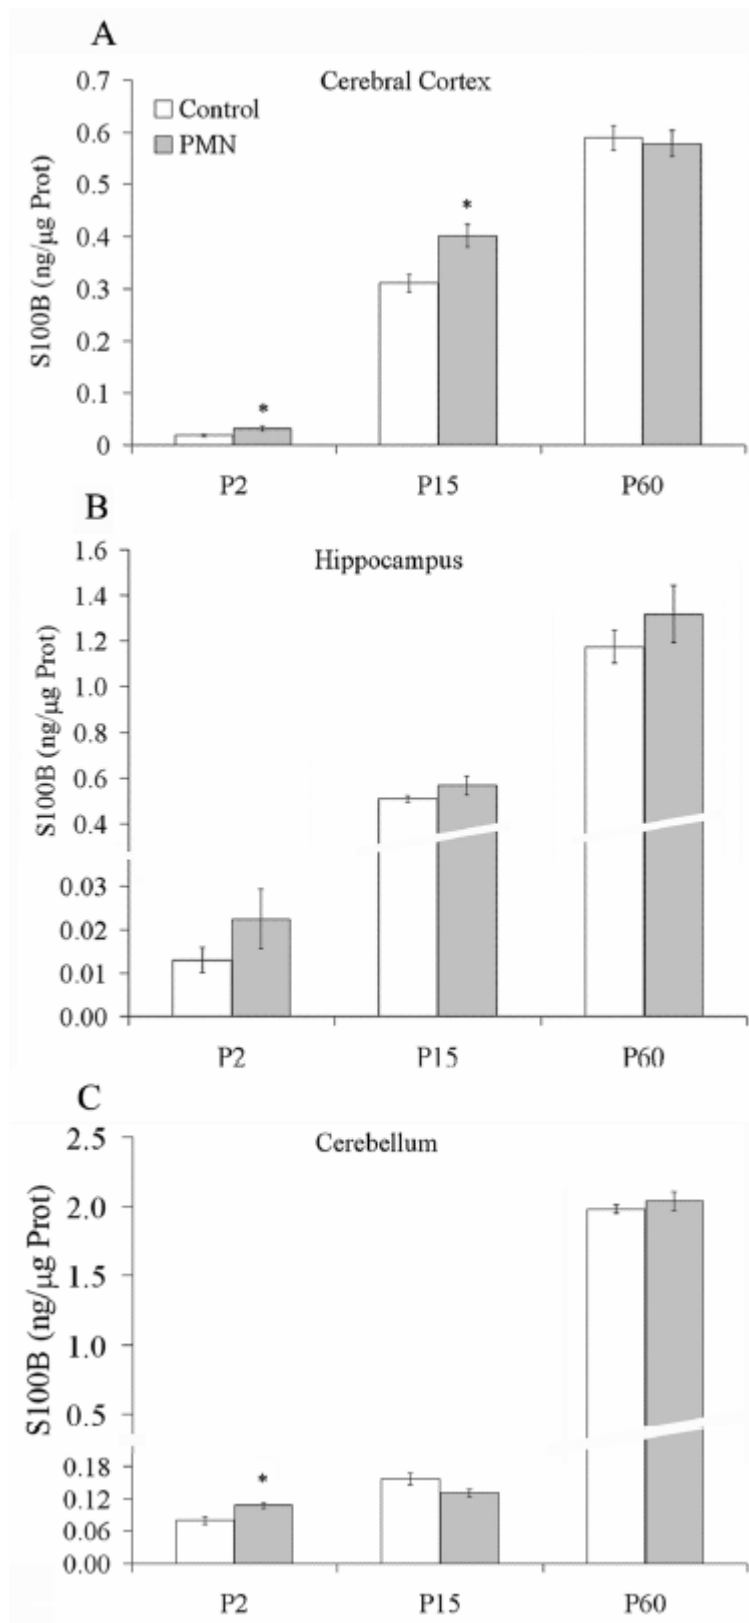 A
Cerebral Cortex
0.7
0.6
0.5
0.4
0.3
0.2
0.1
0
S100B (ng/μg Prot)
Control
PMN
*
*
P2 P15 P60
B
Hippocampus
1.6
1.4
1.2
1.0
0.8
0.6
0.4
0.03
0.02
0.01
0.00
S100B (ng/μg Prot)
P2 P15 P60
C
Cerebellum
2.5
2.0
1.5
1.0
0.5
0.18
0.12
0.06
0.00
S100B (ng/μg Prot)
*
P2 P15 P60